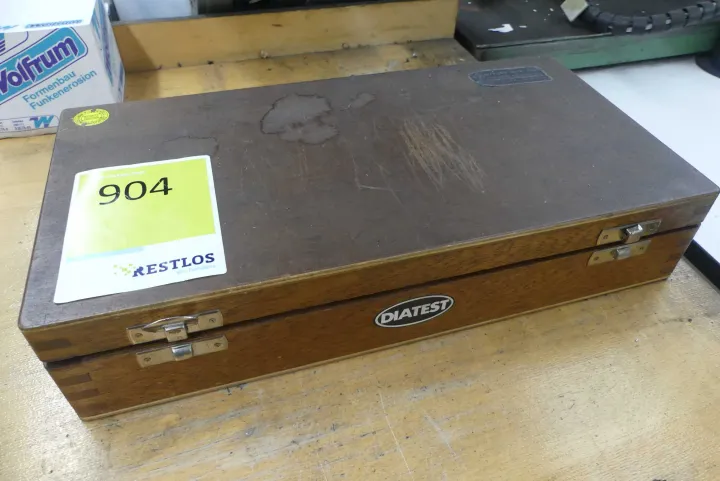 Wolfrum
Formenbau
Funkenerosion
W
904
RESTLOS
DIATEST